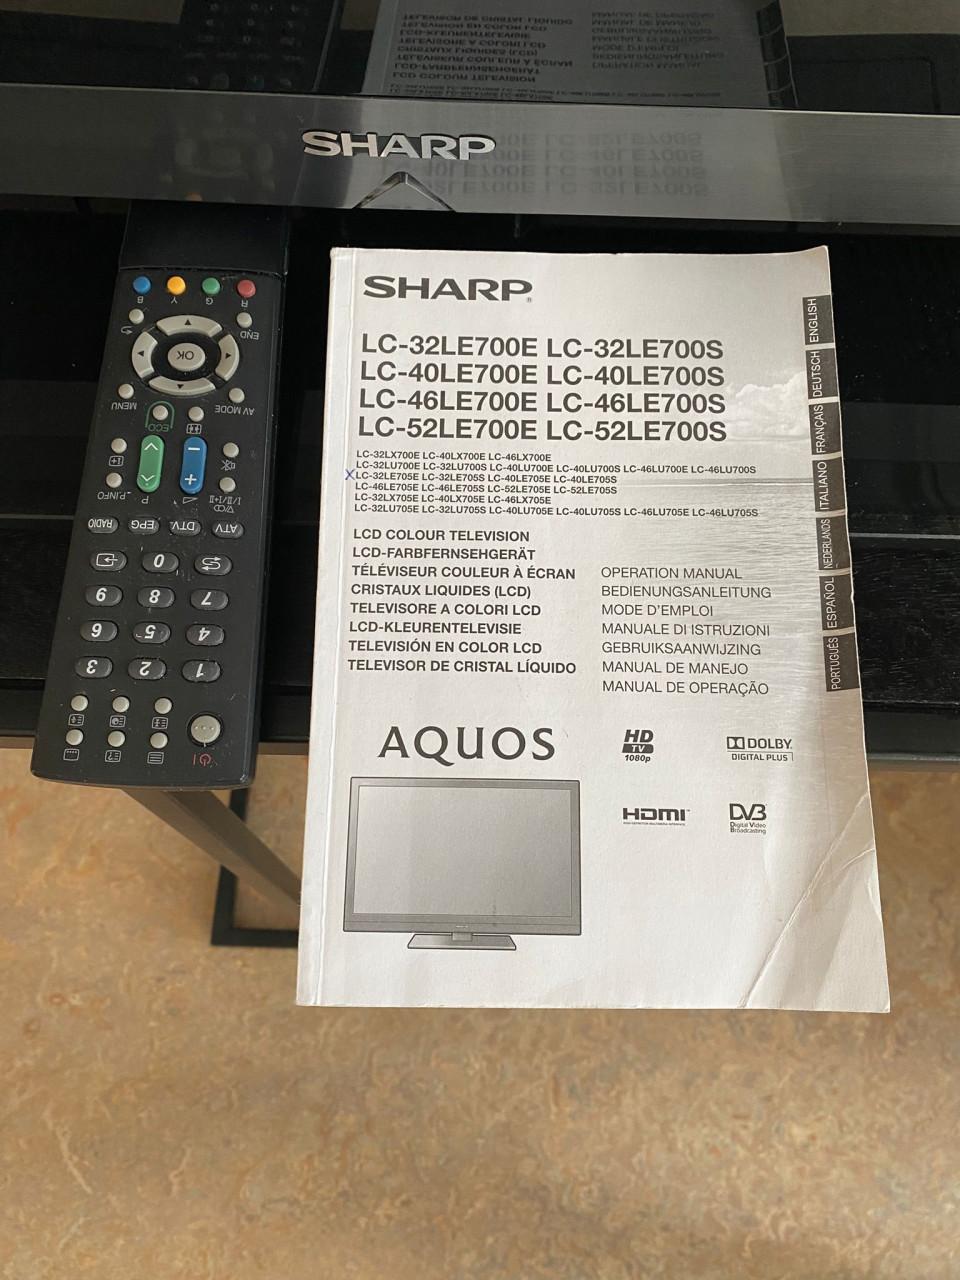 SHARP
SHARP
LC-32LE700E LC-32LE700S
LC-40LE700E LC-40LE700S
LC-46LE700E LC-46LE700S
LC-52LE700E LC-52LE700S
LC-32LX700E LC-40LX700E LC-46LX700E
LC-32LU700E LC-32LU700S LC-40LU700E LC-40LU700S LC-46LU700E LC-46LU700S
X LC-32LE705E LC-32LE705S LC-40LE705E LC-40LE705S
LC-46LE705E LC-46LE705S LC-52LE705E LC-52LE705S
LC-32LX705E LC-40LX705E LC-46LX705E
LC-32LU705E LC-32LU705S LC-40LU705E LC-40LU705S LC-46LU705E LC-46LU705S
LCD COLOUR TELEVISION
LCD-FARBFERNSEHGERÄT
TÉLÉVISEUR COULEUR À ÉCRAN
CRISTAUX LIQUIDES (LCD)
TELEVISORE A COLORI LCD
LCD-KLEURENTELEVISIE
TELEVISIÓN EN COLOR LCD
TELEVISOR DE CRISTAL LÍQUIDO
OPERATION MANUAL
BEDIENUNGSANLEITUNG
MODE D'EMPLOI
MANUALE DI ISTRUZIONI
GEBRUIKSAANWIJZING
MANUAL DE MANEJO
MANUAL DE OPERAÇÃO
AQUOS
HD
TV
1080p
DOLBY
DIGITAL PLUS
HDMI
DVB
Digital Video
Broadcasting
ENGLISH
DEUTSCH
FRANÇAIS
ITALIANO
NEDERLANDS
ESPAÑOL
PORTUGUÊS
B Y G R
END
OK
MENU
AV MODE
ECO
P.INFO
P
I/II/I+II
RADIO EPG DTV ATV
0
9 8 7
6 5 4
3 2 1